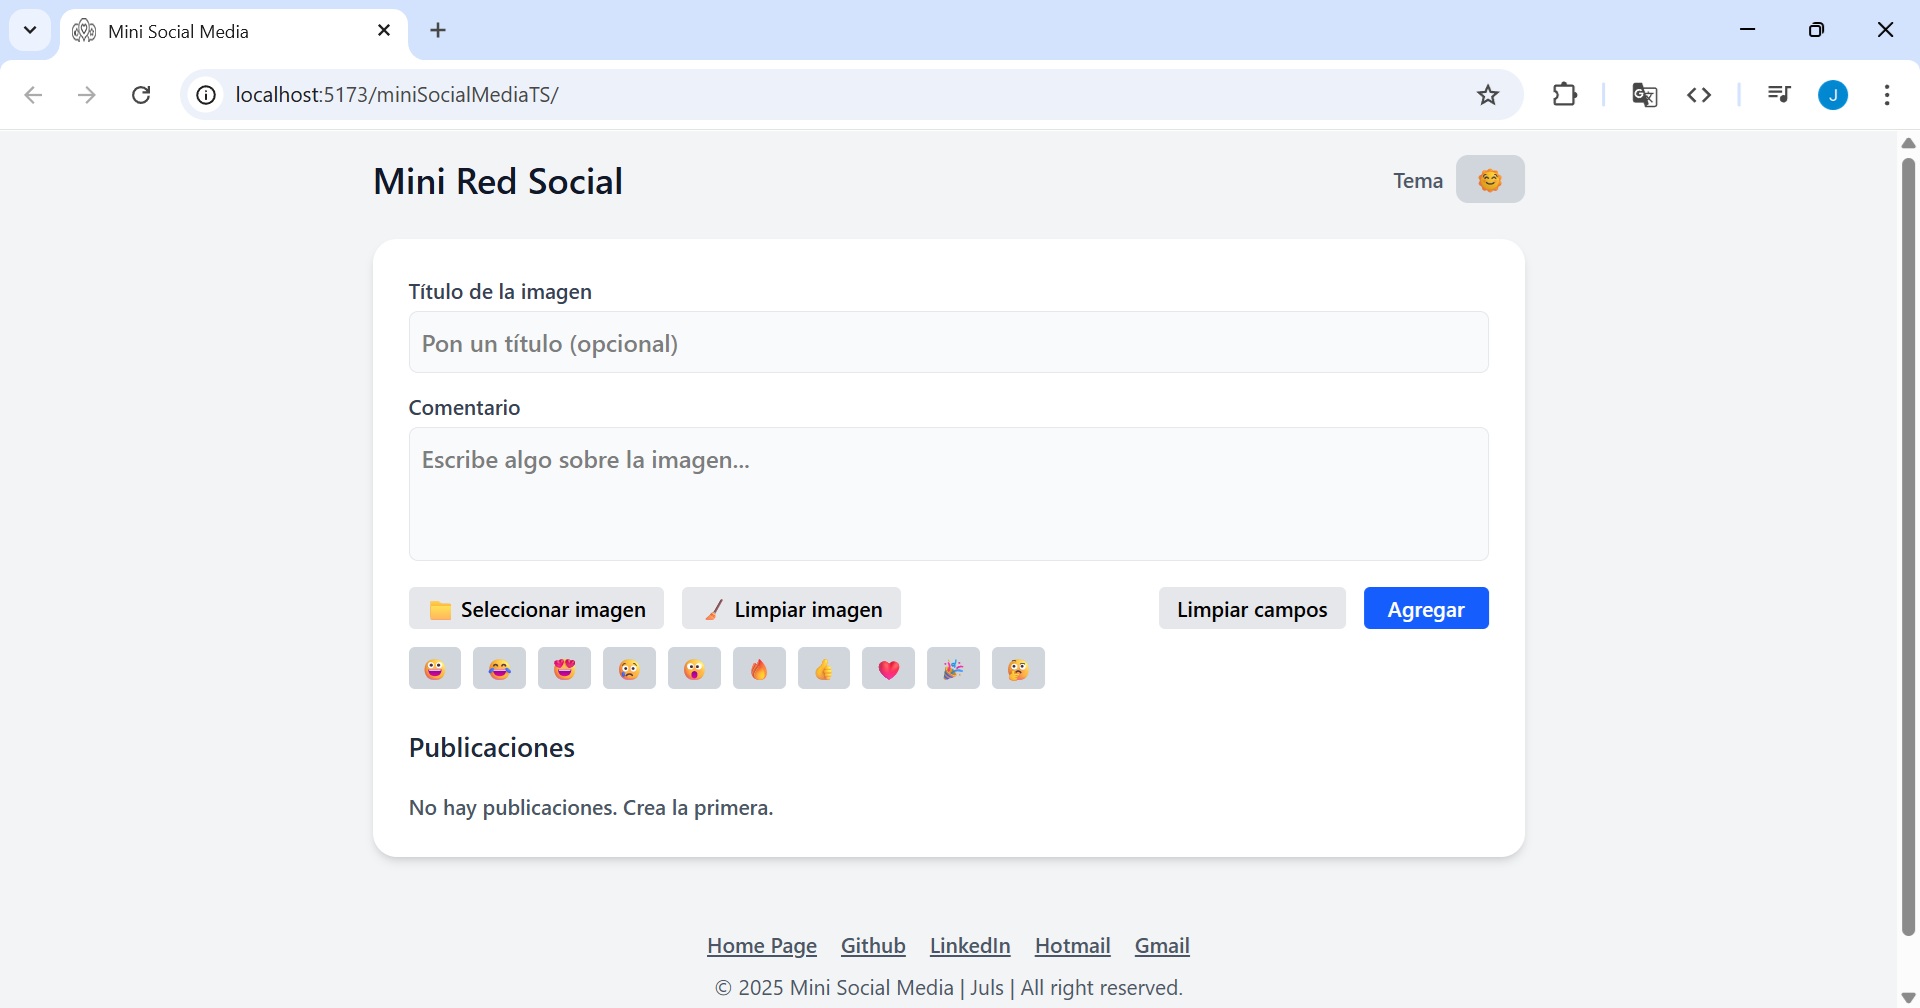 Mini Social Media
localhost:5173/miniSocialMediaTS/
J
Mini Red Social
Tema
Título de la imagen
Pon un título (opcional)
Comentario
Escribe algo sobre la imagen...
Seleccionar imagen
Limpiar imagen
Limpiar campos
Agregar
Publicaciones
No hay publicaciones. Crea la primera.
Home Page Github LinkedIn Hotmail Gmail
© 2025 Mini Social Media | Juls | All right reserved.